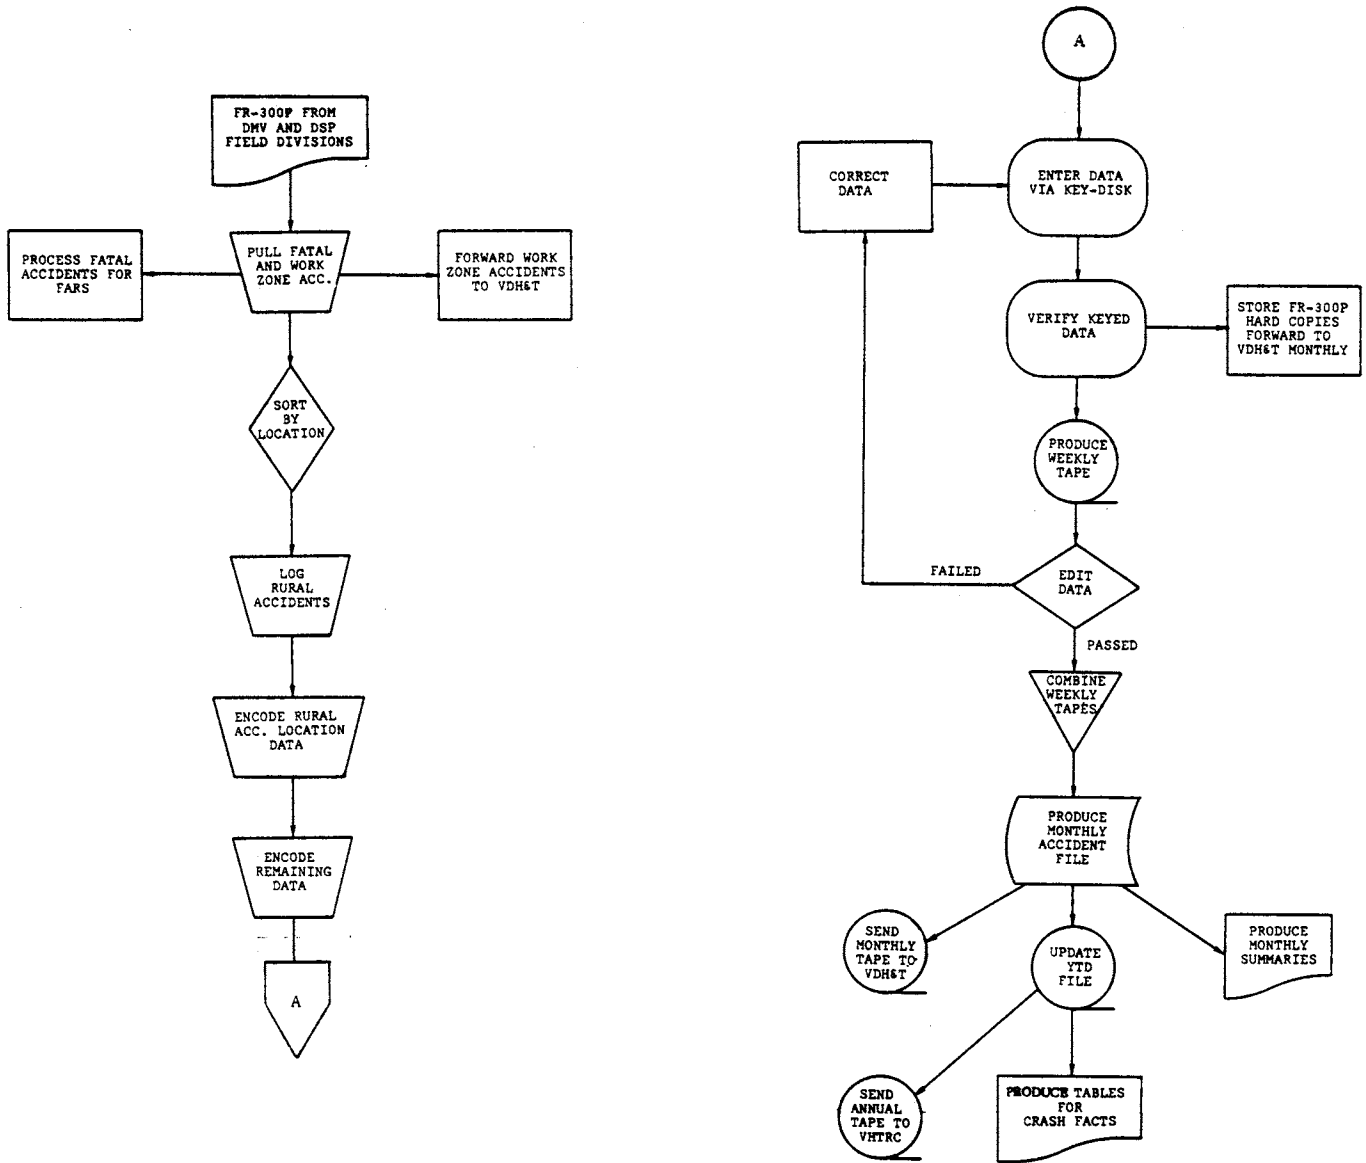 FR-300P FROM
DMV AND DSP
FIELD DIVISIONS
PROCESS FATAL
ACCIDENTS FOR
FARS
PULL FATAL
AND WORK
ZONE ACC.
FORWARD WORK
ZONE ACCIDENTS
TO VDH&T
SORT
BY
LOCATION
LOG
RURAL
ACCIDENTS
ENCODE RURAL
ACC. LOCATION
DATA
ENCODE
REMAINING
DATA
A
A
CORRECT
DATA
ENTER DATA
VIA KEY-DISK
VERIFY KEYED
DATA
STORE FR-300P
HARD COPIES
FORWARD TO
VDH&T MONTHLY
PRODUCE
WEEKLY
TAPE
FAILED
EDIT
DATA
PASSED
COMBINE
WEEKLY
TAPES
PRODUCE
MONTHLY
ACCIDENT
FILE
SEND
MONTHLY
TAPE TO
VDH&T
UPDATE
YTD
FILE
PRODUCE
MONTHLY
SUMMARIES
SEND
ANNUAL
TAPE TO
VHTRC
PRODUCE TABLES
FOR
CRASH FACTS